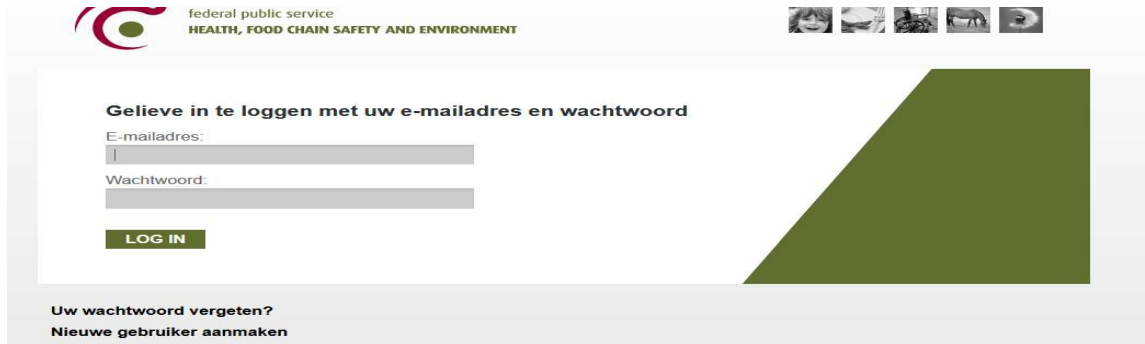 federal public service
HEALTH, FOOD CHAIN SAFETY AND ENVIRONMENT
Gelieve in te loggen met uw e-mailadres en wachtwoord
E-mailadres:
Wachtwoord:
LOG IN
Uw wachtwoord vergeten?
Nieuwe gebruiker aanmaken